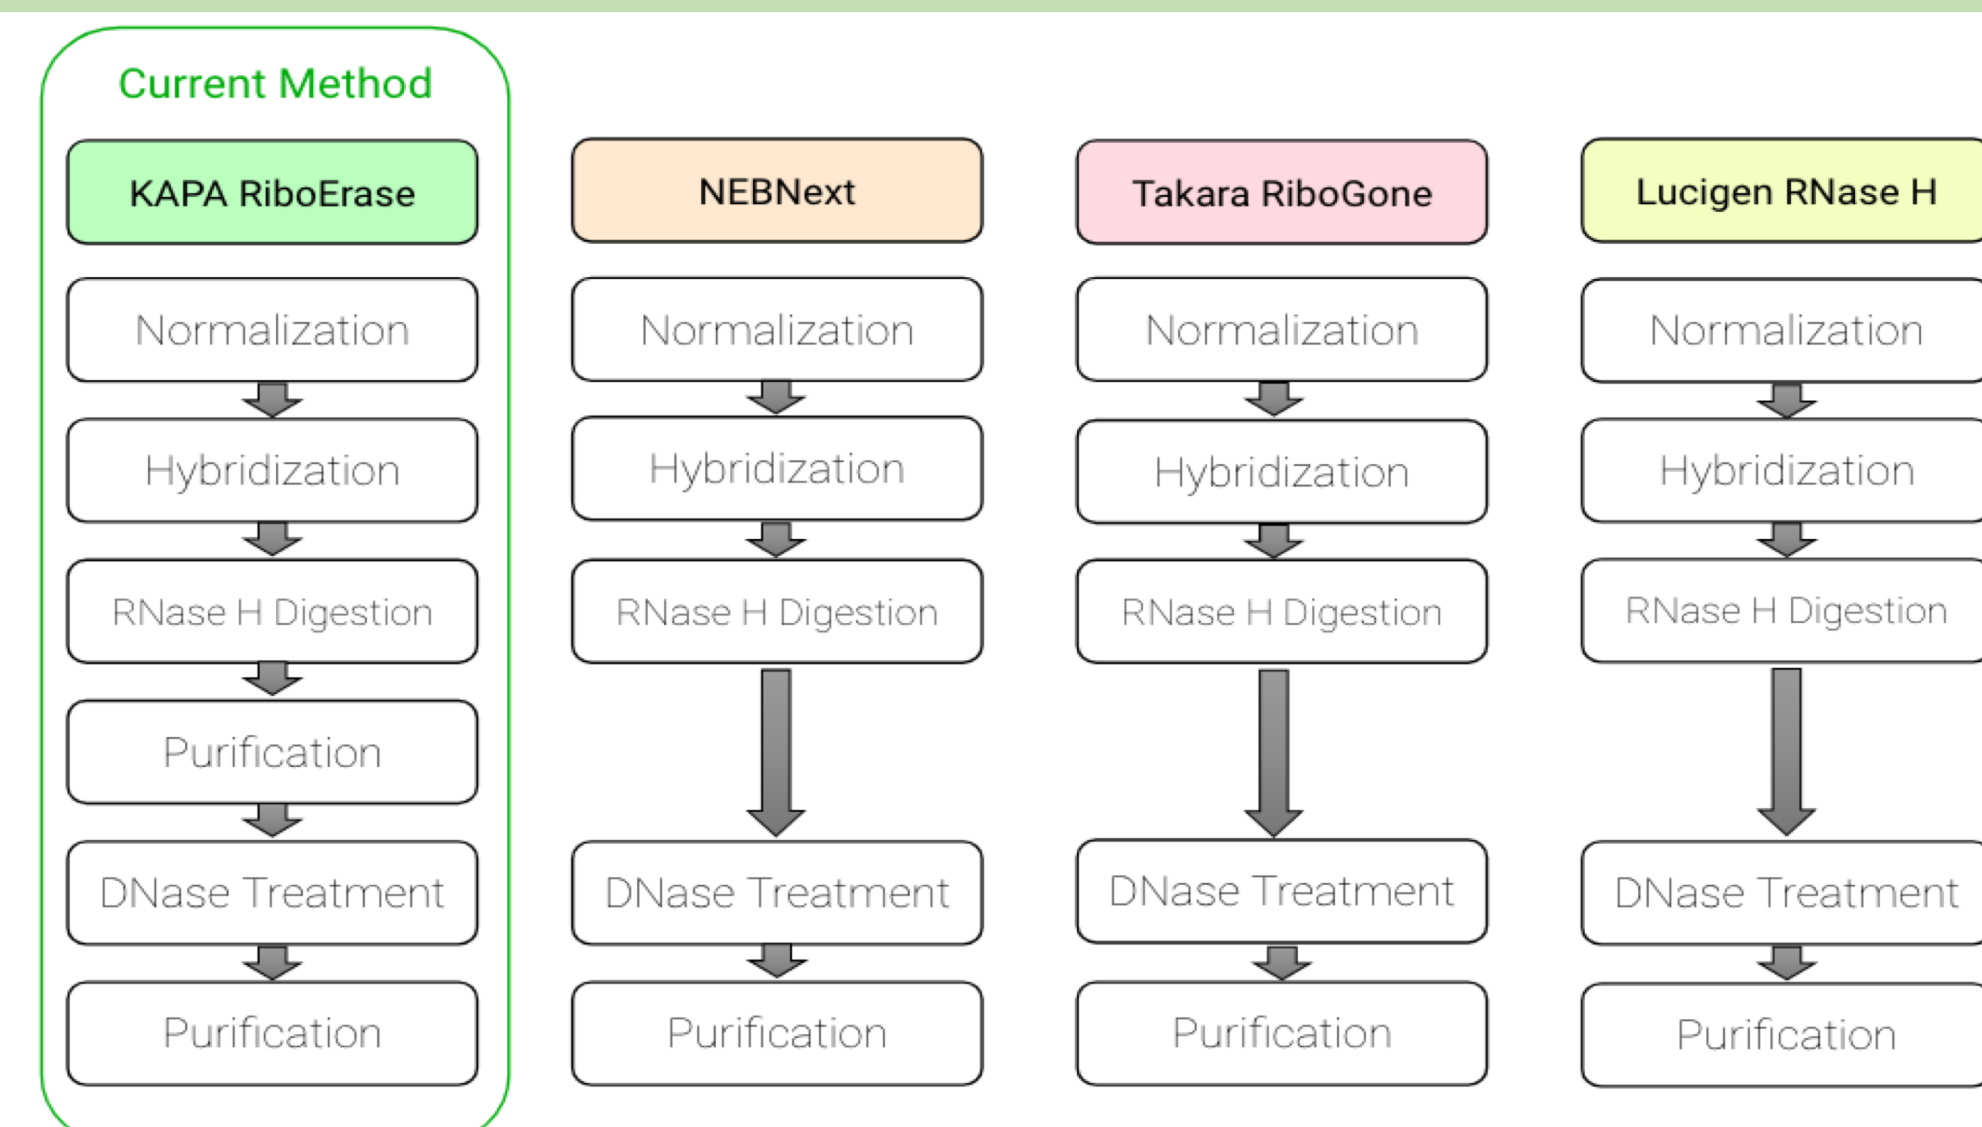 Current Method
KAPA RiboErase
Normalization
Hybridization
RNase H Digestion
Purification
DNase Treatment
Purification
NEBNext
Normalization
Hybridization
RNase H Digestion
DNase Treatment
Purification
Takara RiboGone
Normalization
Hybridization
RNase H Digestion
DNase Treatment
Purification
Lucigen RNase H
Normalization
Hybridization
RNase H Digestion
DNase Treatment
Purification